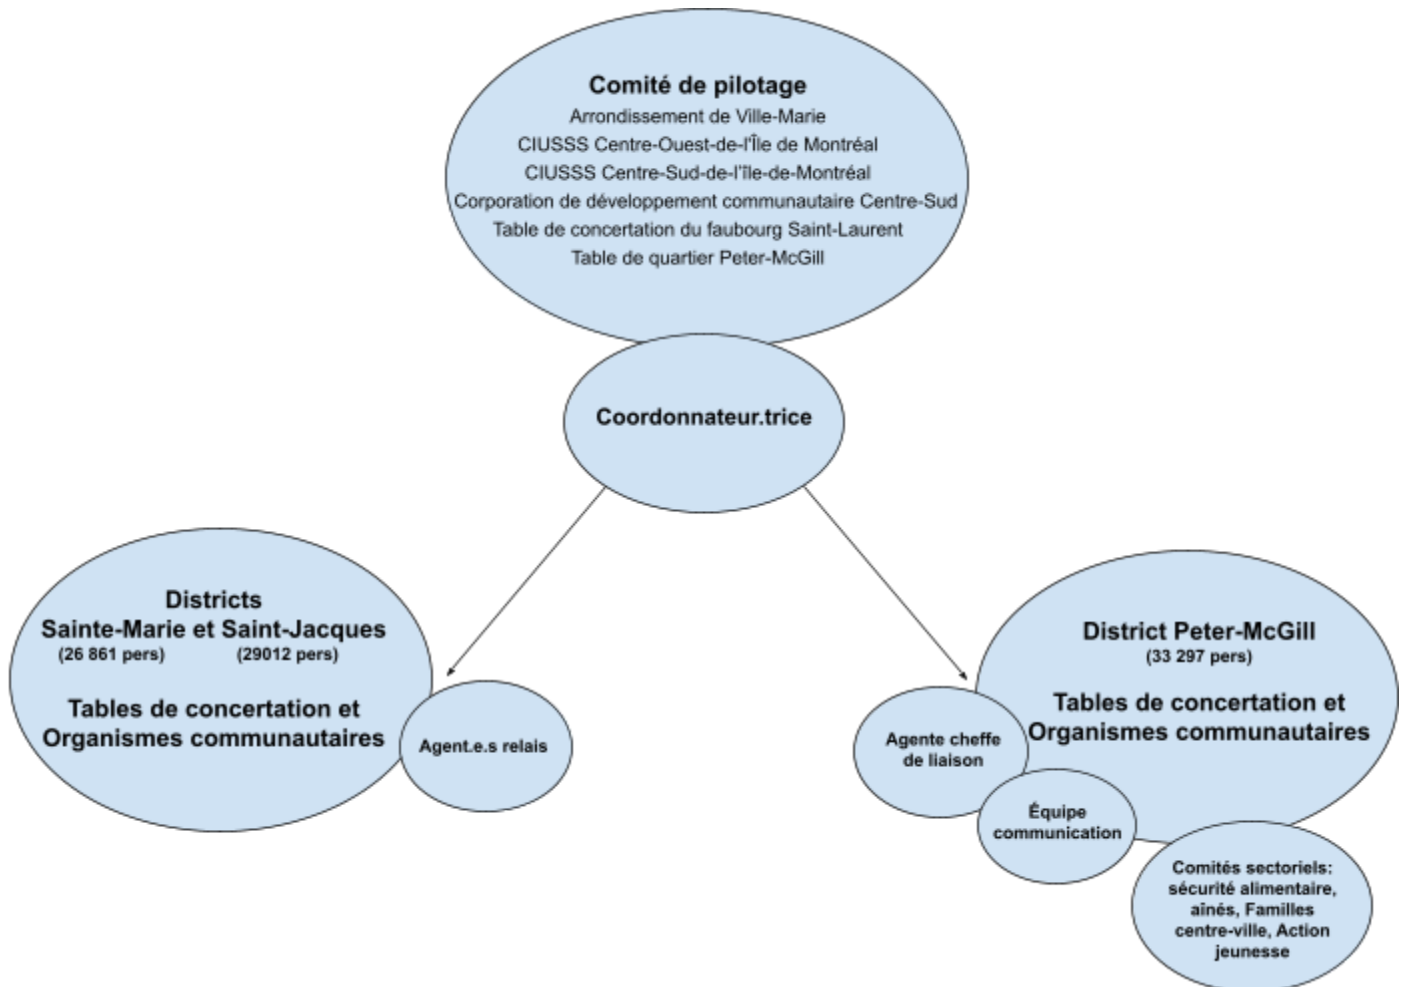 Comité de pilotage
Arrondissement de Ville-Marie
CIUSSS Centre-Ouest-de-l'Île de Montréal
CIUSSS Centre-Sud-de-l'île-de-Montréal
Corporation de développement communautaire Centre-Sud
Table de concertation du faubourg Saint-Laurent
Table de quartier Peter-McGill
Coordonnateur.trice
Districts
Sainte-Marie et Saint-Jacques
(26 861 pers) (29012 pers)
Tables de concertation et
Organismes communautaires
Agent.e.s relais
District Peter-McGill
(33 297 pers)
Tables de concertation et
Organismes communautaires
Agente cheffe
de liaison
Équipe
communication
Comités sectoriels:
sécurité alimentaire,
aînés, Familles
centre-ville, Action
jeunesse